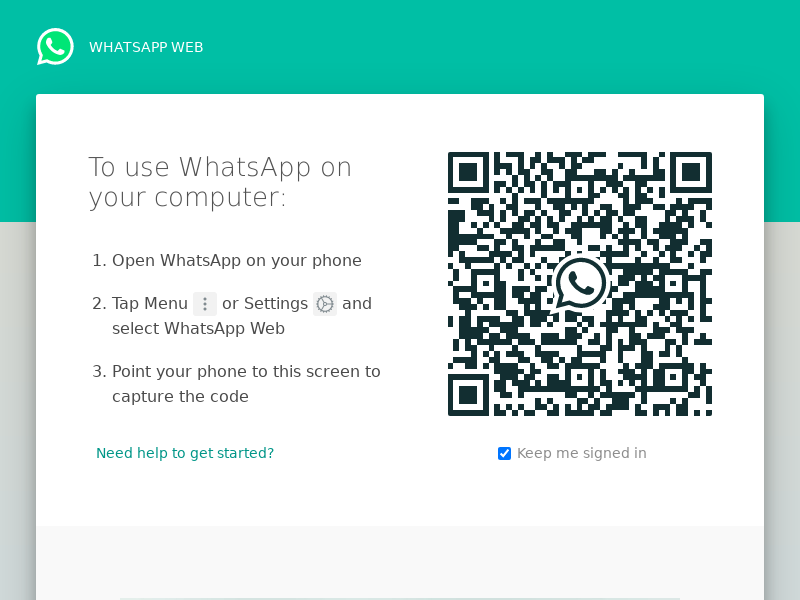 WHATSAPP WEB
To use WhatsApp on
your computer:
1. Open WhatsApp on your phone
2. Tap Menu or Settings and
select WhatsApp Web
3. Point your phone to this screen to
capture the code
Need help to get started?
Keep me signed in